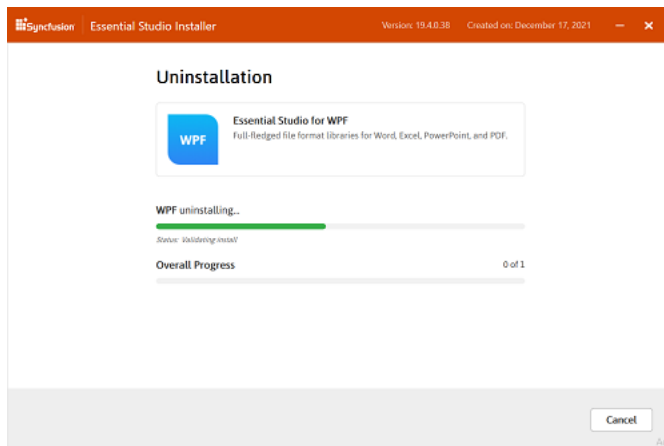 Syncfusion Essential Studio Installer Version: 19.4.0.38 Created on: December 17, 2021
Uninstallation
WPF
Essential Studio for WPF
Full-fledged file format libraries for Word, Excel, PowerPoint, and PDF.
WPF uninstalling...
Status: Validating install
Overall Progress 0 of 1
Cancel